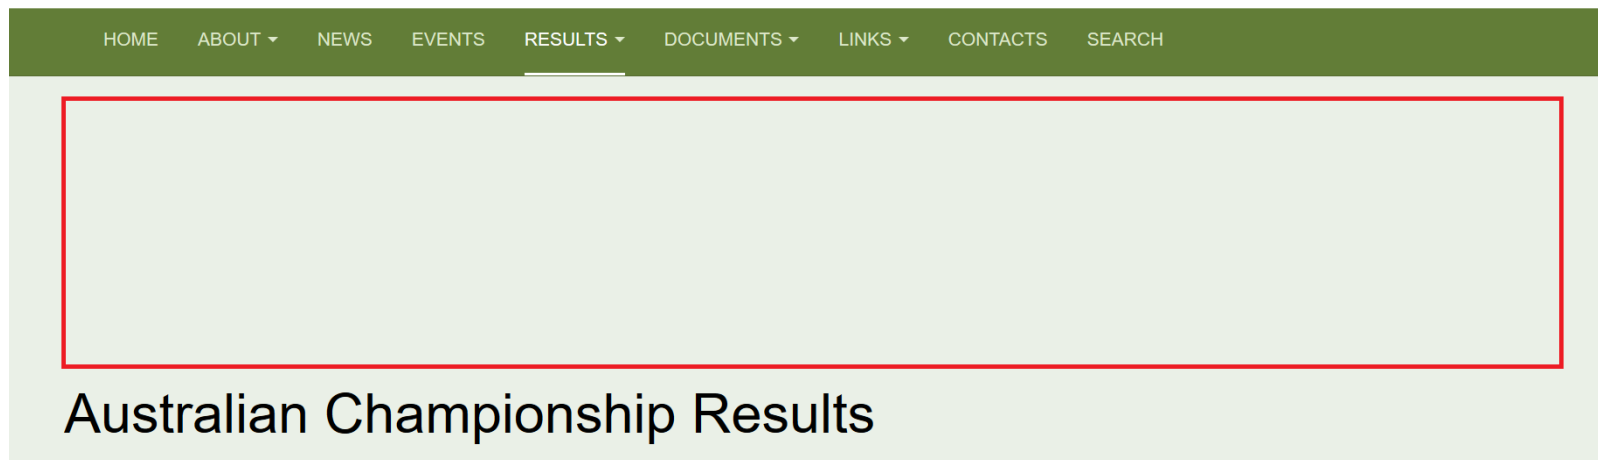 HOME ABOUT NEWS EVENTS RESULTS DOCUMENTS LINKS CONTACTS SEARCH
Australian Championship Results